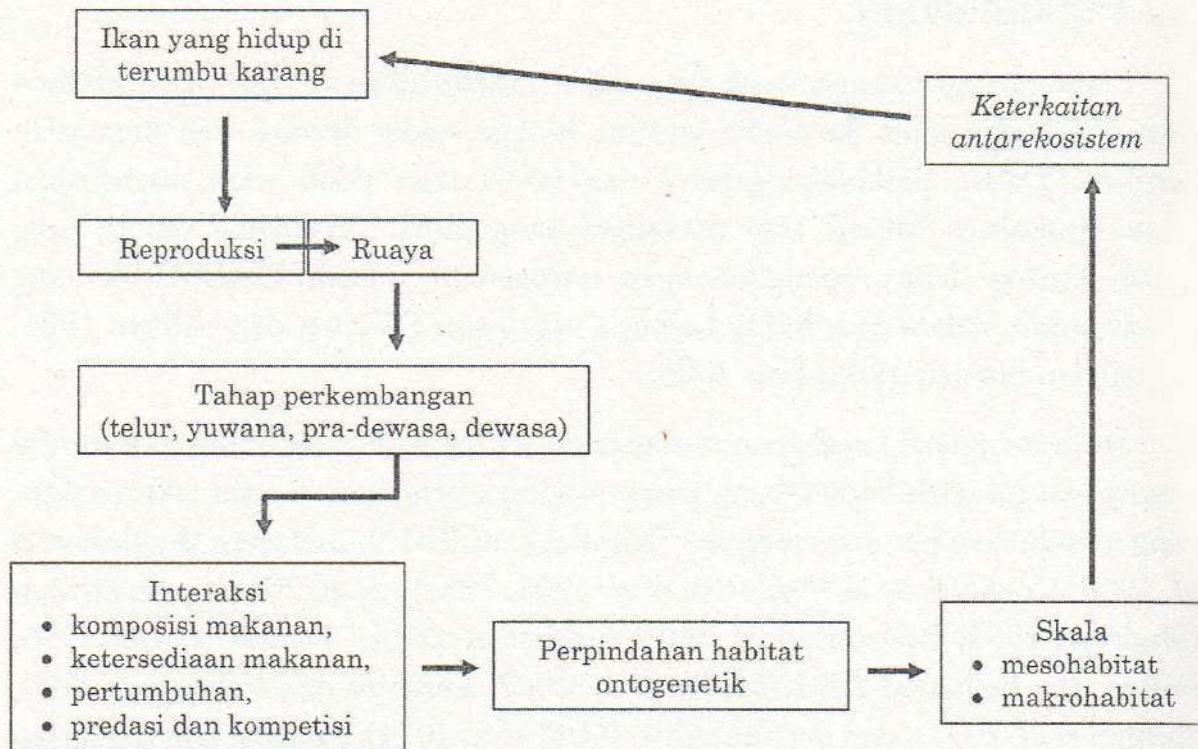 Ikan yang hidup di
terumbu karang
Keterkaitan
antarekosistem
Reproduksi
Ruaya
Tahap perkembangan
(telur, yuwana, pra-dewasa, dewasa)
Interaksi
• komposisi makanan,
• ketersediaan makanan,
• pertumbuhan,
• predasi dan kompetisi
Perpindahan habitat
ontogenetik
Skala
• mesohabitat
• makrohabitat